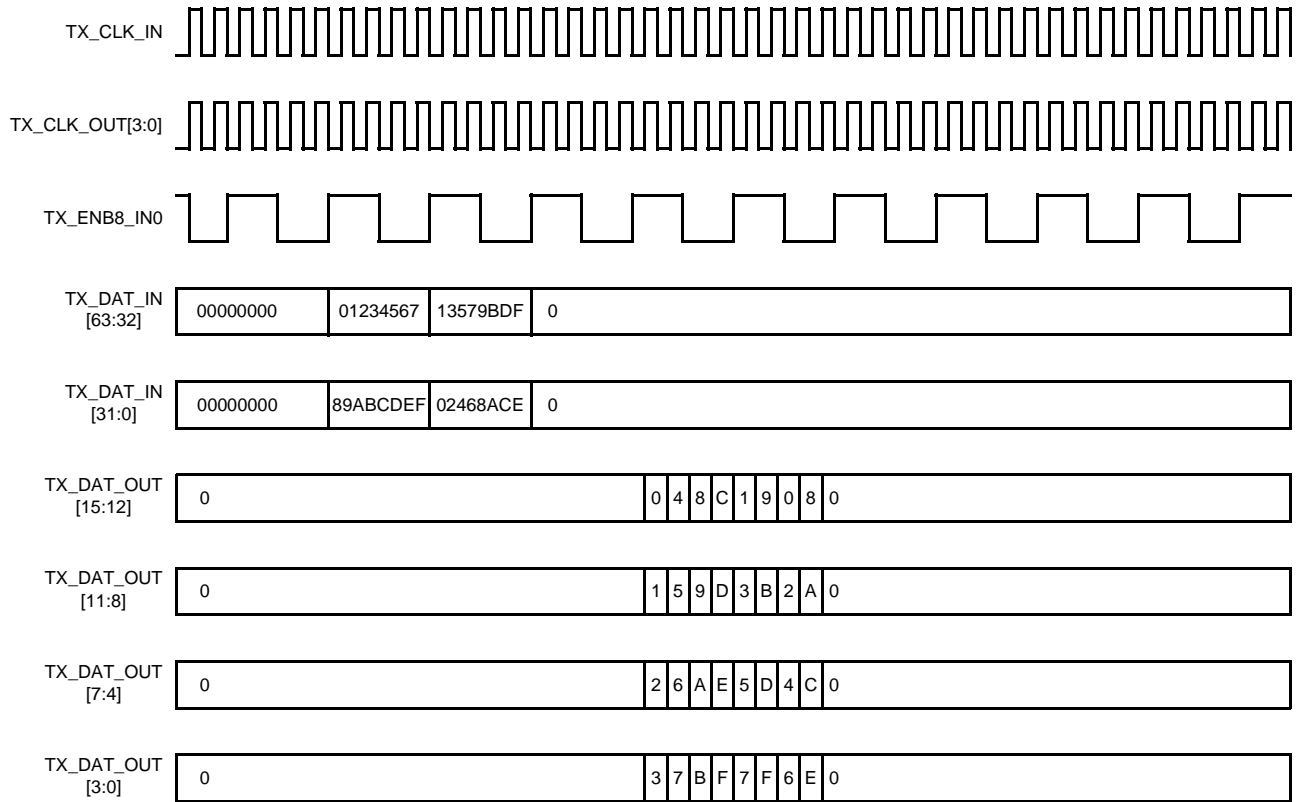 TX_CLK_IN
TX_CLK_OUT[3:0]
TX_ENB8_IN0
TX_DAT_IN
[63:32]
00000000 01234567 13579BDF 0
TX_DAT_IN
[31:0]
00000000 89ABCDEF 02468ACE 0
TX_DAT_OUT
[15:12]
0 0 4 8 C 1 9 0 8 0
TX_DAT_OUT
[11:8]
0 1 5 9 D 3 B 2 A 0
TX_DAT_OUT
[7:4]
0 2 6 A E 5 D 4 C 0
TX_DAT_OUT
[3:0]
0 3 7 B F 7 F 6 E 0